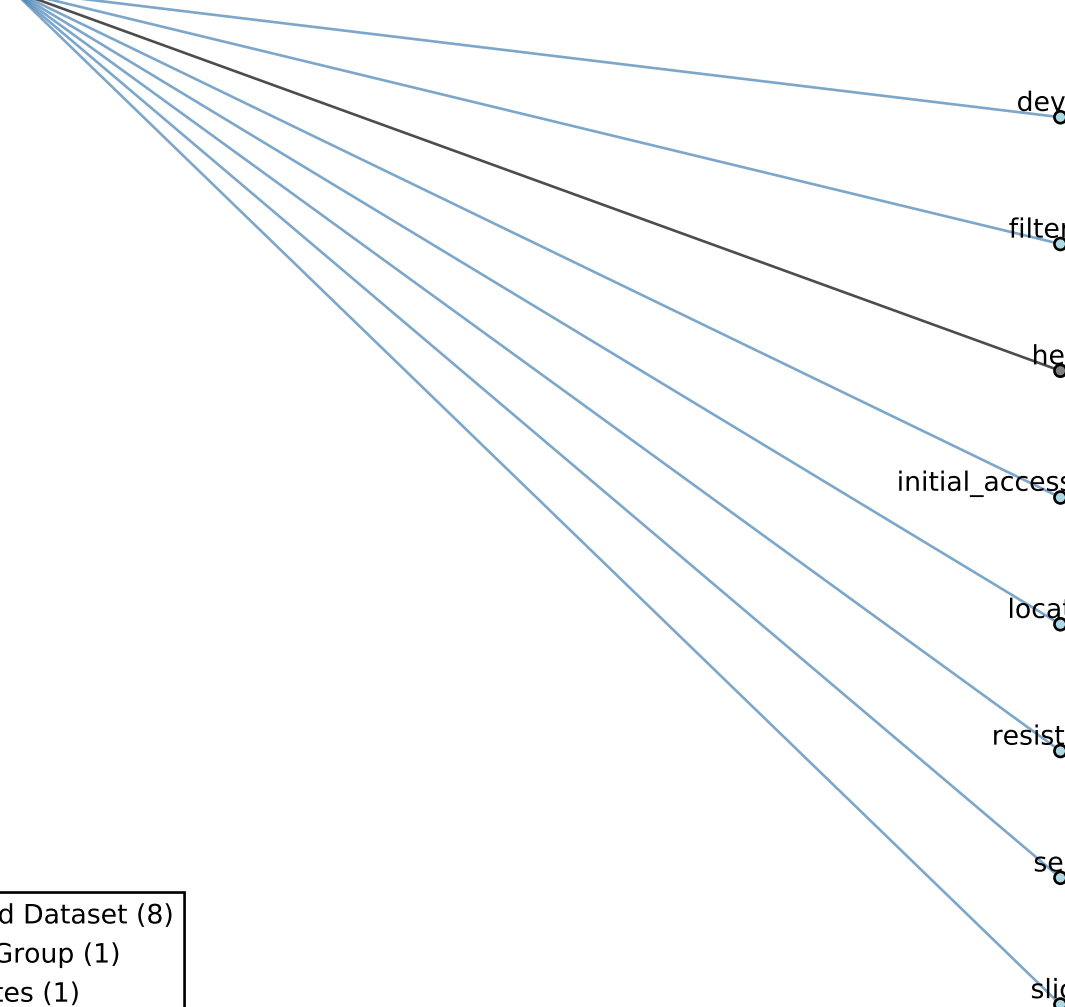 dev
filter
he
initial_access
locat
resist
se
slic
d Dataset (8)
Group (1)
tes (1)